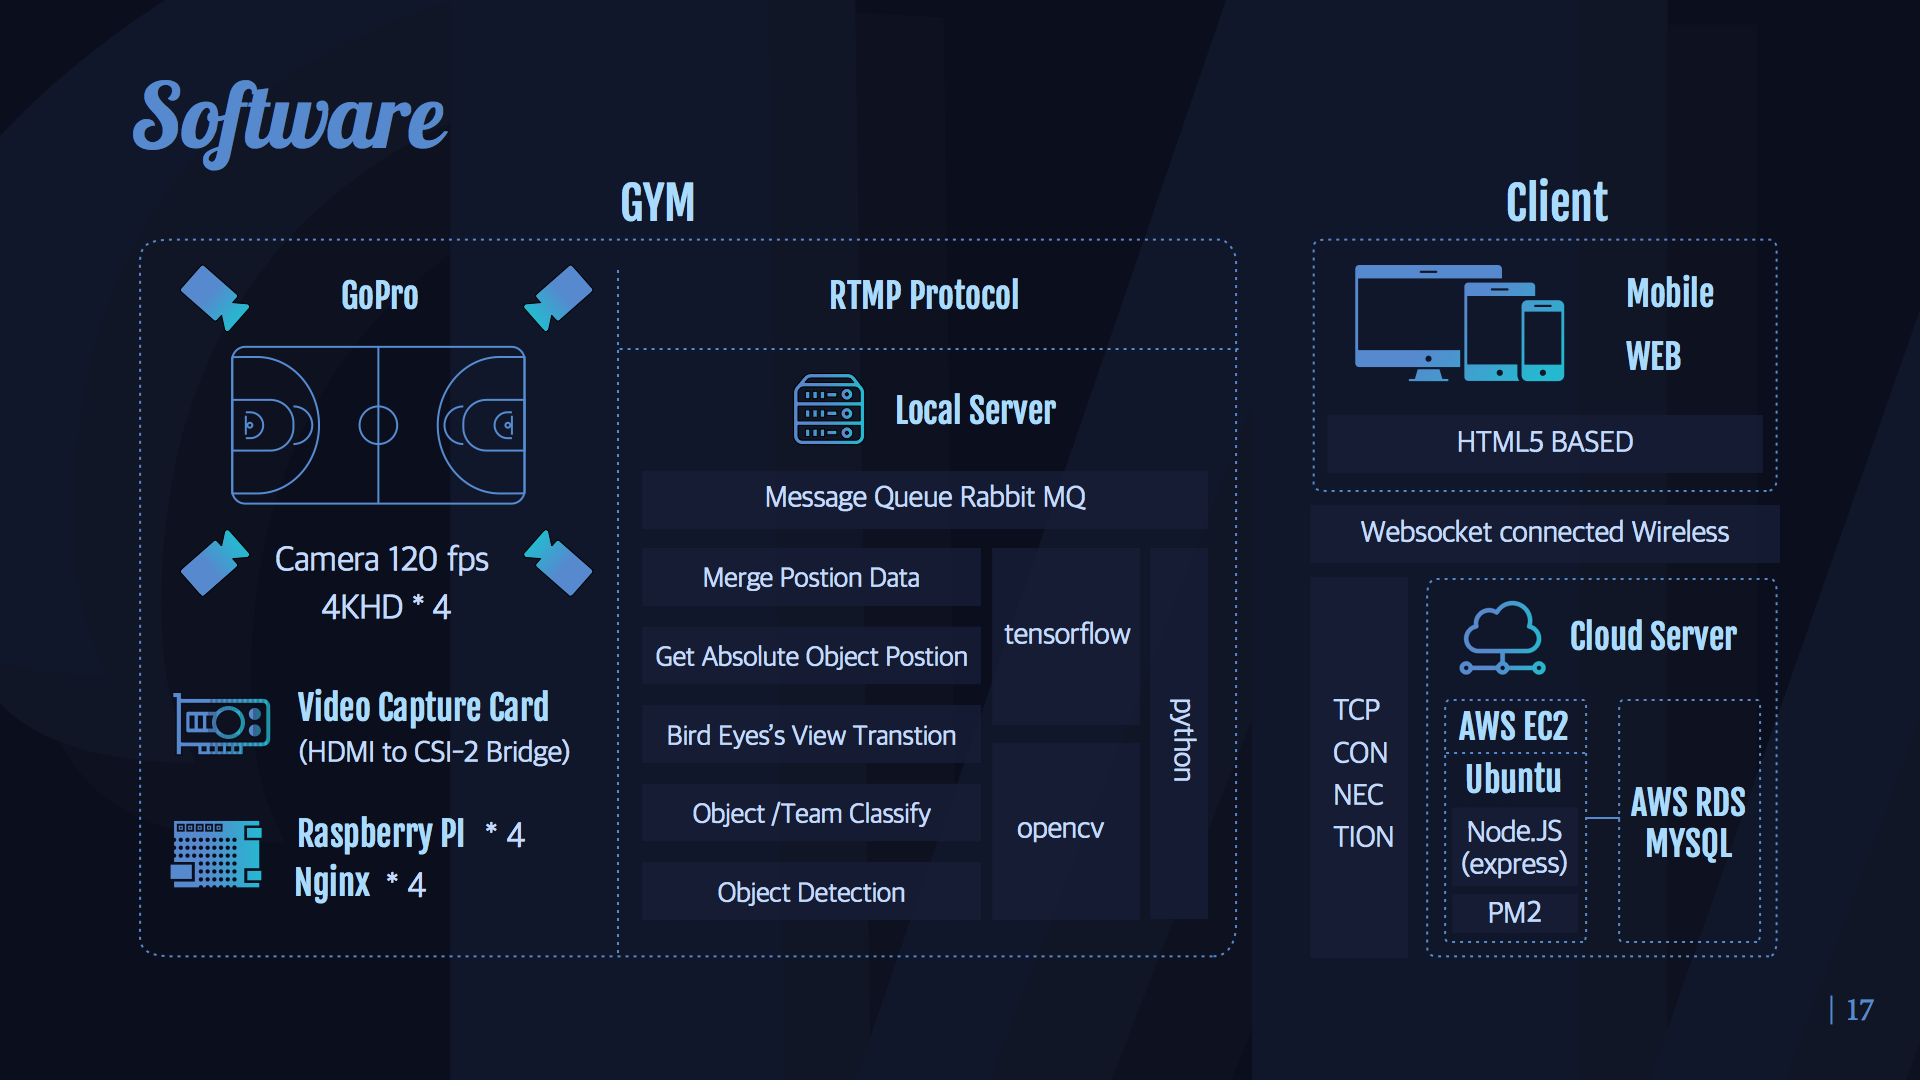 Software
GYM
GoPro
Camera 120 fps
4KHD * 4
Video Capture Card
(HDMI to CSI-2 Bridge)
Raspberry PI * 4
Nginx * 4
RTMP Protocol
Local Server
Message Queue Rabbit MQ
Merge Postion Data
Get Absolute Object Postion
Bird Eyes's View Transtion
Object /Team Classify
Object Detection
tensorflow
opencv
python
Client
Mobile
WEB
HTML5 BASED
Websocket connected Wireless
TCP
CON
NEC
TION
Cloud Server
AWS EC2
Ubuntu
Node.JS
(express)
PM2
AWS RDS
MYSQL
17